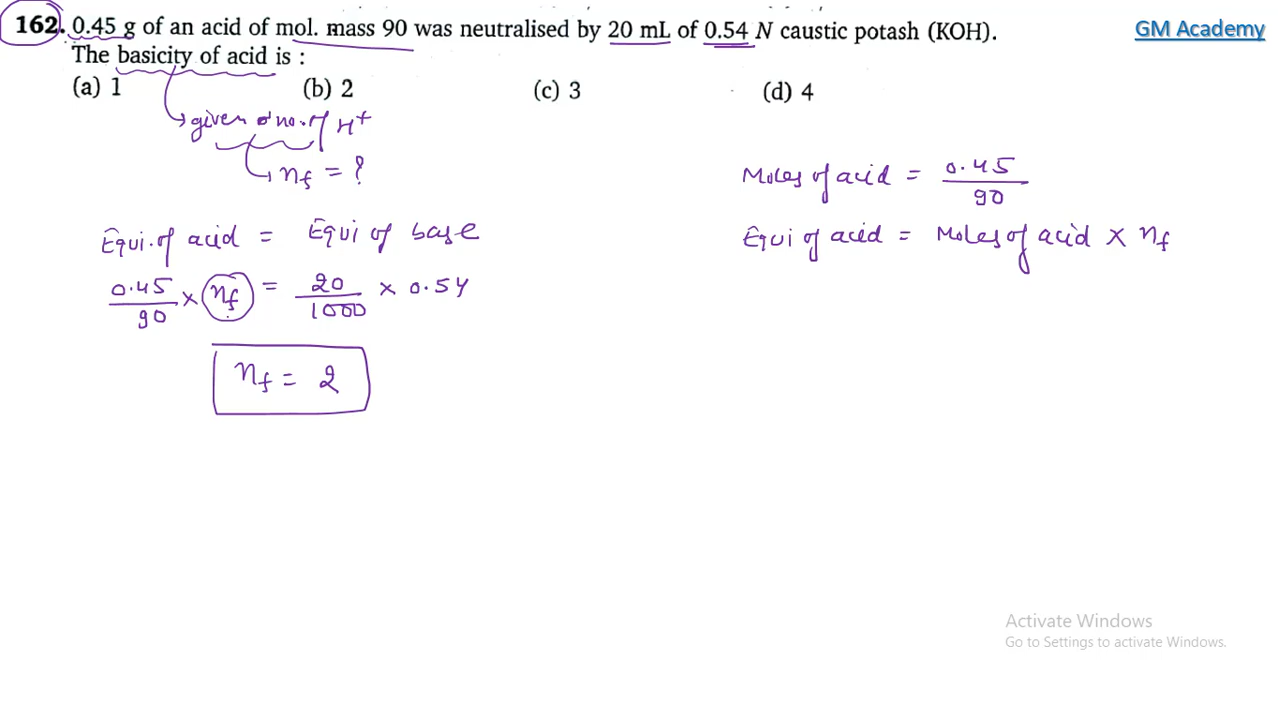 162. 0.45 g of an acid of mol. mass 90 was neutralised by 20 mL of 0.54 N caustic potash (KOH).
GM Academy
The basicity of acid is :
(a) 1 (b) 2 (c) 3 (d) 4
given no. of H+
nf = ?
Moles of acid = 0.45/90
Equi. of acid = Equi of base
Equi of acid = Moles of acid × nf
0.45/90 × nf = 20/1000 × 0.54
nf = 2
Activate Windows
Go to Settings to activate Windows.